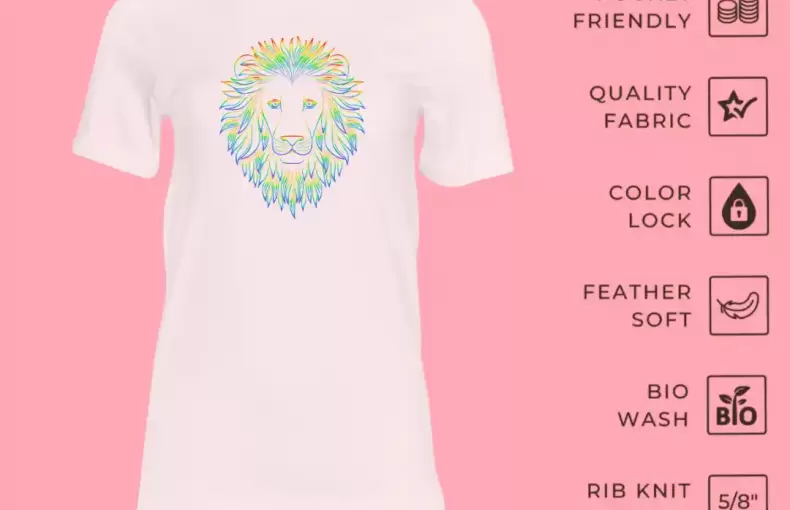 FRIENDLY
QUALITY
FABRIC
COLOR
LOCK
FEATHER
SOFT
BIO
WASH
BIO
RIB KNIT
5/8"